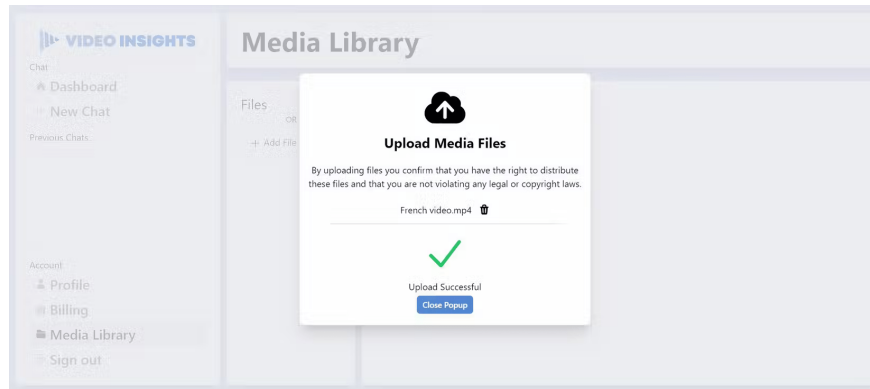 VIDEO INSIGHTS
Chat
Dashboard
New Chat
Previous Chats
Account
Profile
Billing
Media Library
Sign out
Media Library
Files
OR
+ Add File
Upload Media Files
By uploading files you confirm that you have the right to distribute
these files and that you are not violating any legal or copyright laws.
French video.mp4
Upload Successful
Close Popup